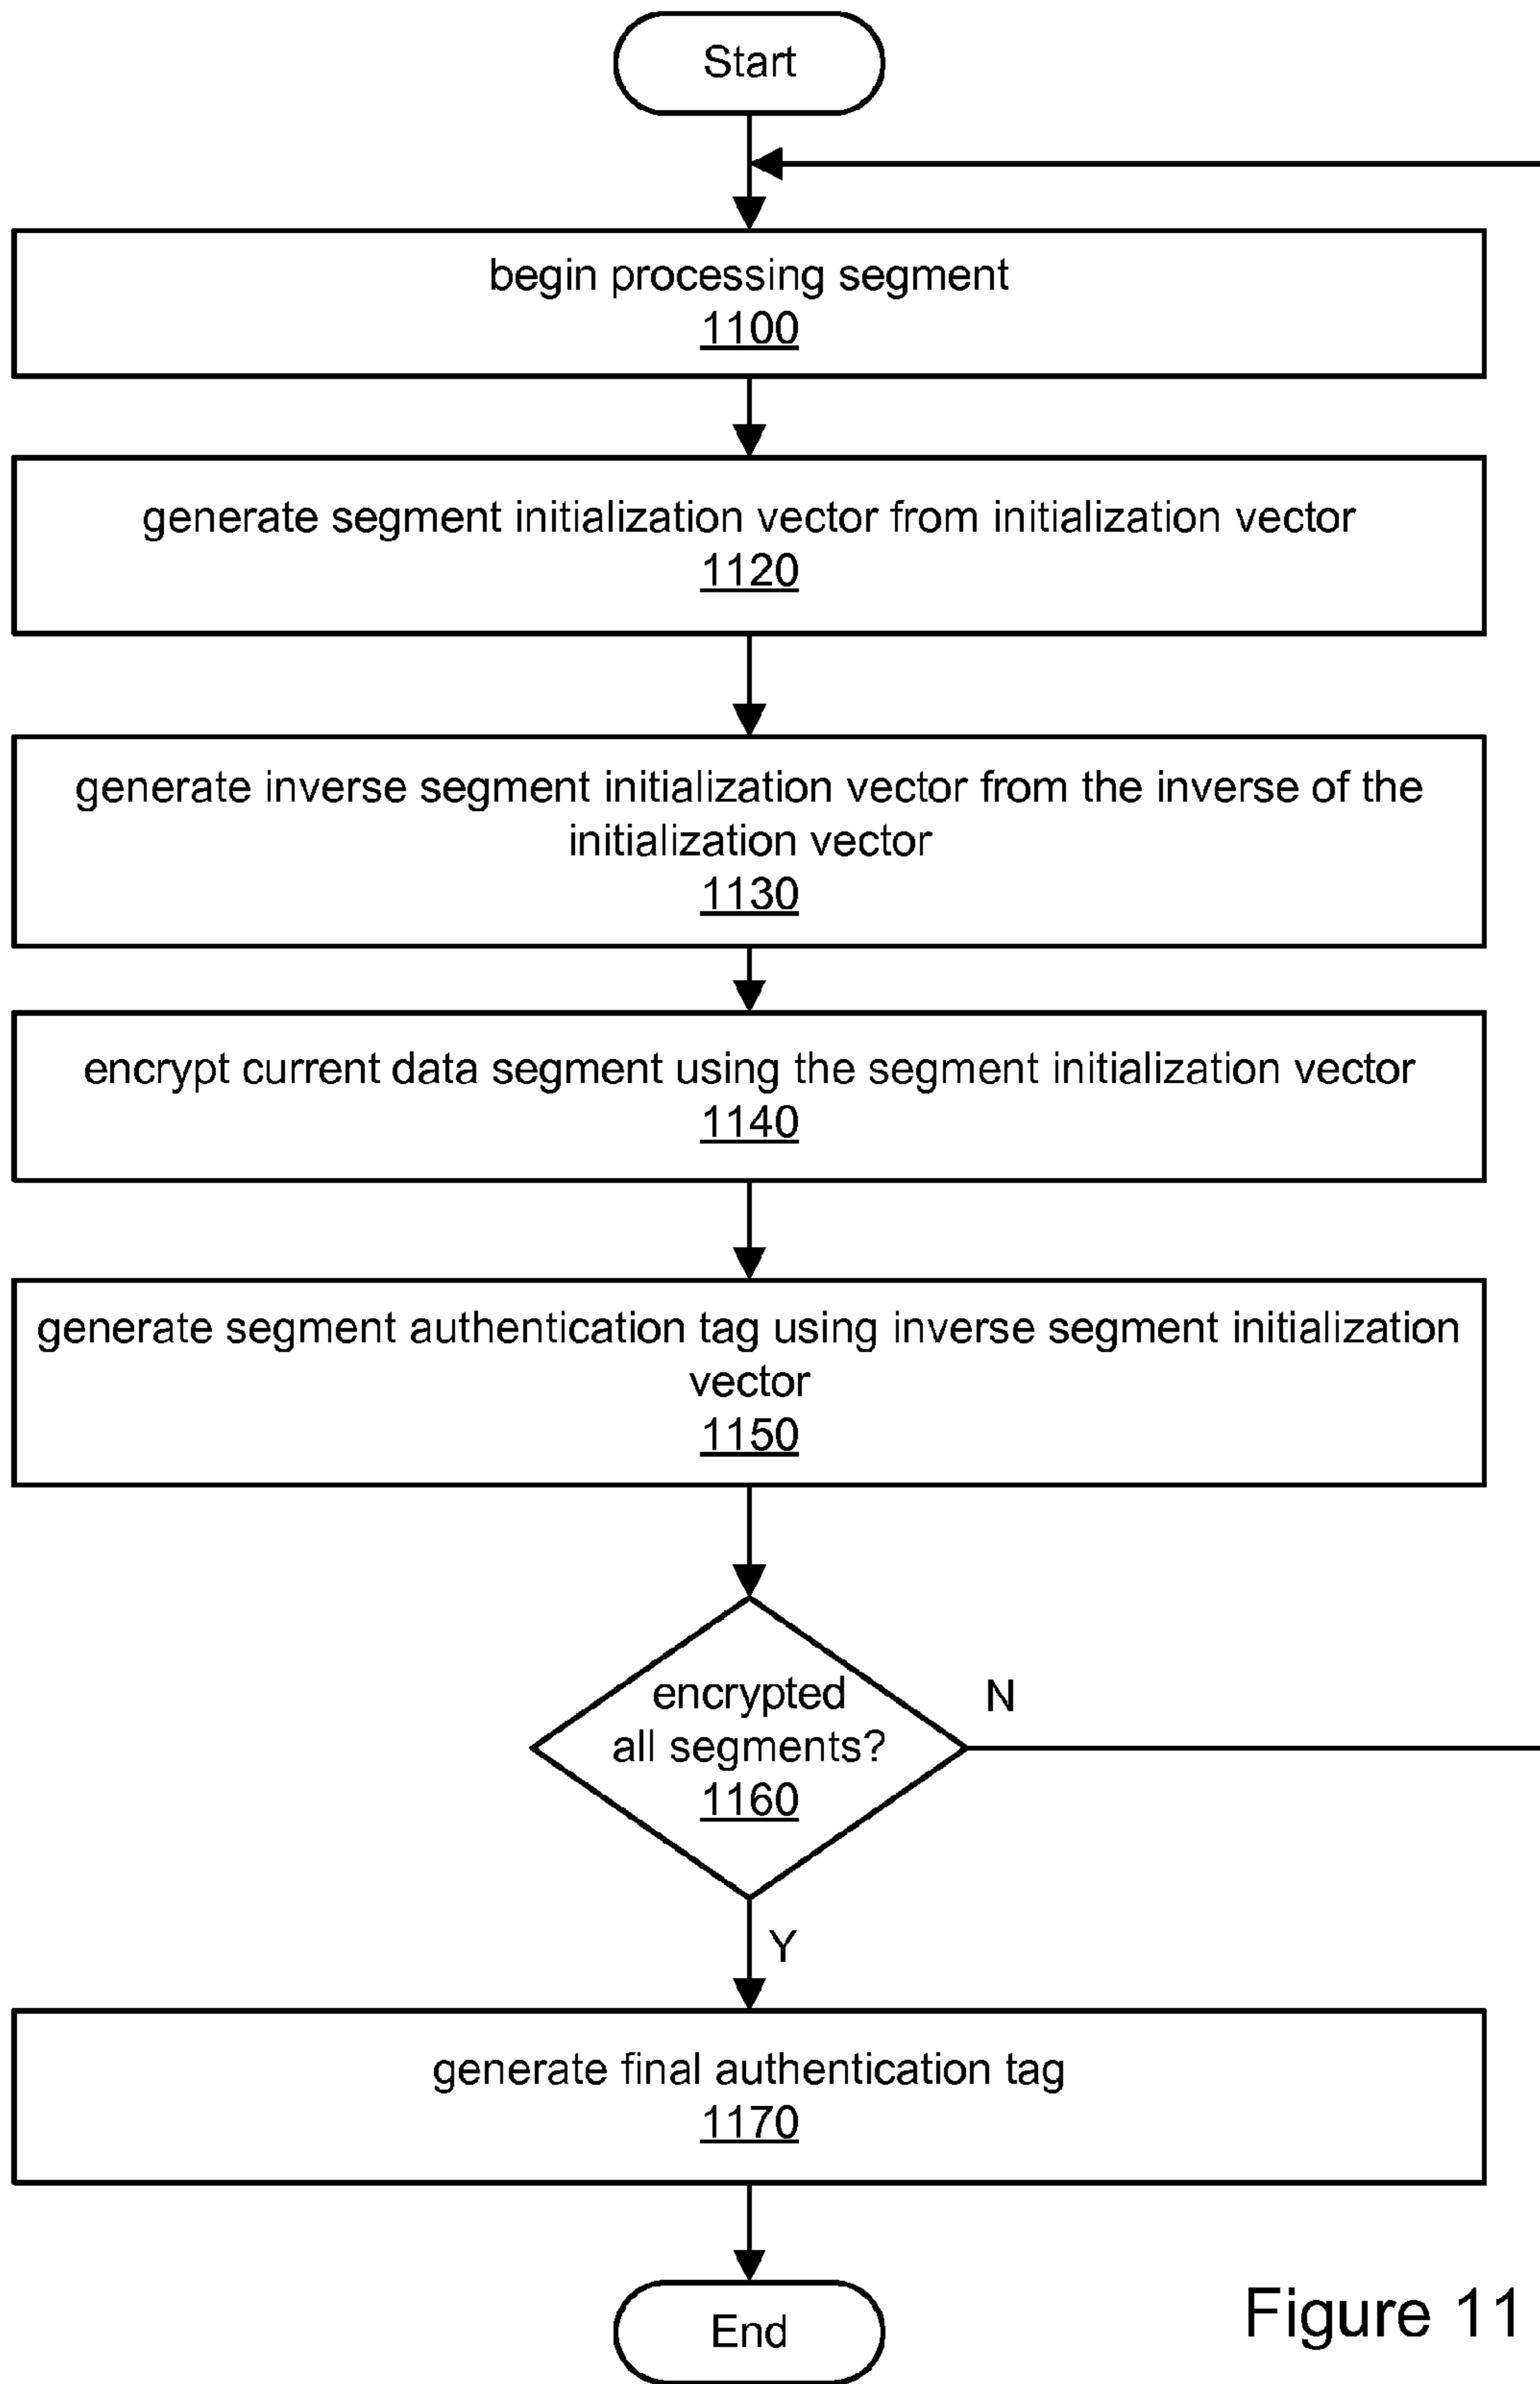 Start
begin processing segment
1100
generate segment initialization vector from initialization vector
1120
generate inverse segment initialization vector from the inverse of the
initialization vector
1130
encrypt current data segment using the segment initialization vector
1140
generate segment authentication tag using inverse segment initialization
vector
1150
encrypted
all segments?
1160
N
Y
generate final authentication tag
1170
End
Figure 11